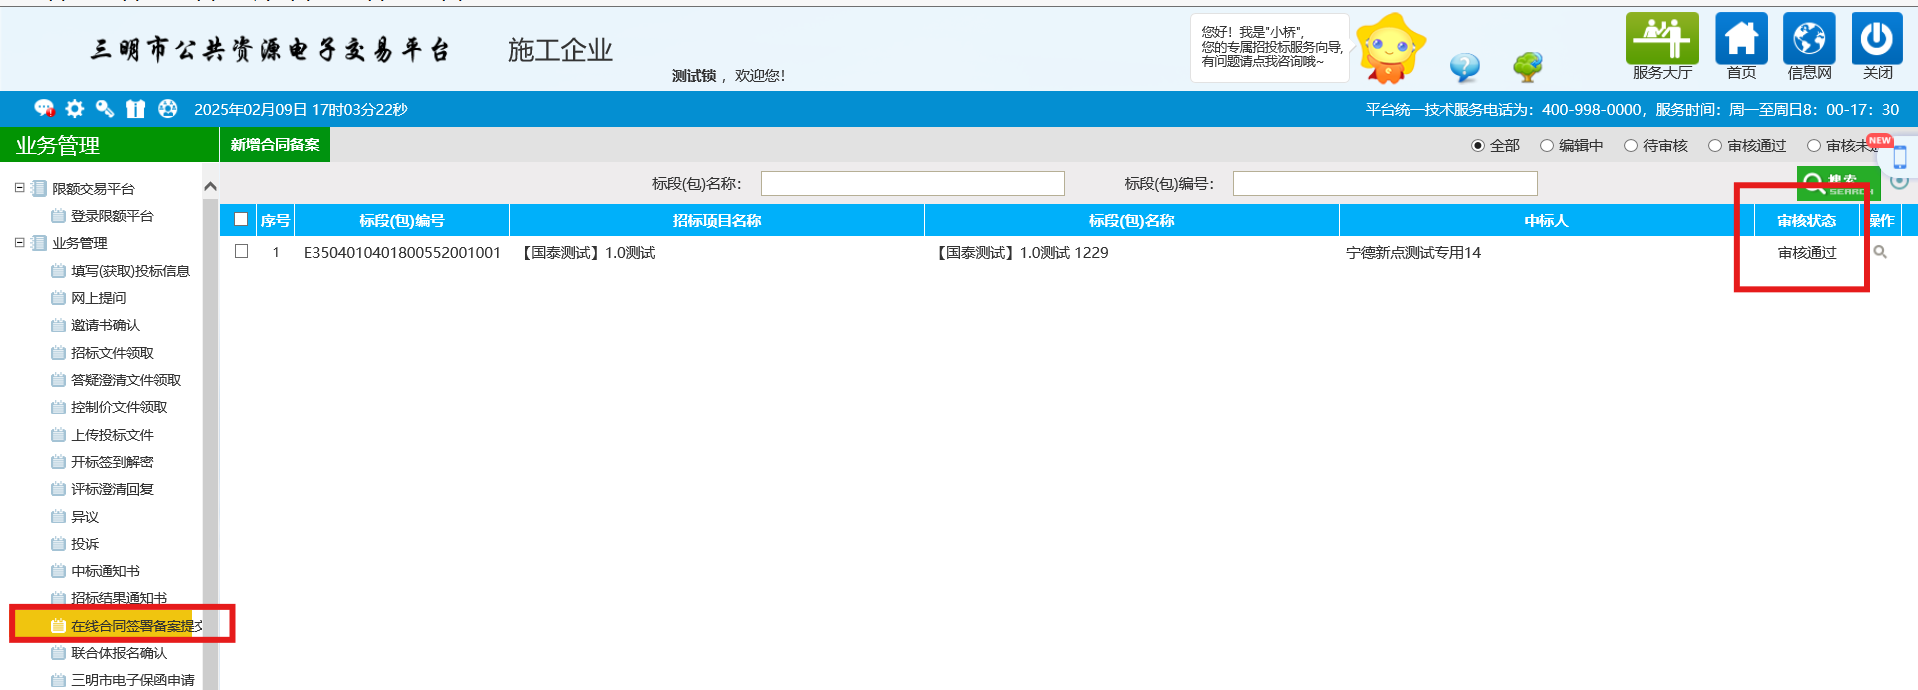 三明市公共资源电子交易平台
施工企业
测试锁，欢迎您！
您好！我是"小桥",
您的专属招投标服务向导,
有问题请点我咨询哦~
服务大厅
首页
信息网
关闭
2025年02月09日 17时03分22秒
平台统一技术服务电话为：400-998-0000，服务时间：周一至周日8：00-17：30
业务管理
新增合同备案
全部
编辑中
待审核
审核通过
审核未
NEW
标段(包)名称：
标段(包)编号：
搜索
SEARCH
限额交易平台
登录限额平台
业务管理
填写(获取)投标信息
网上提问
邀请书确认
招标文件领取
答疑澄清文件领取
控制价文件领取
上传投标文件
开标签到解密
评标澄清回复
异议
投诉
中标通知书
招标结果通知书
在线合同签署备案提交
联合体报名确认
三明市电子保函申请
序号 标段(包)编号 招标项目名称 标段(包)名称 中标人 审核状态 操作
1 E3504010401800552001001 【国泰测试】1.0测试 【国泰测试】1.0测试 1229 宁德新点测试专用14 审核通过